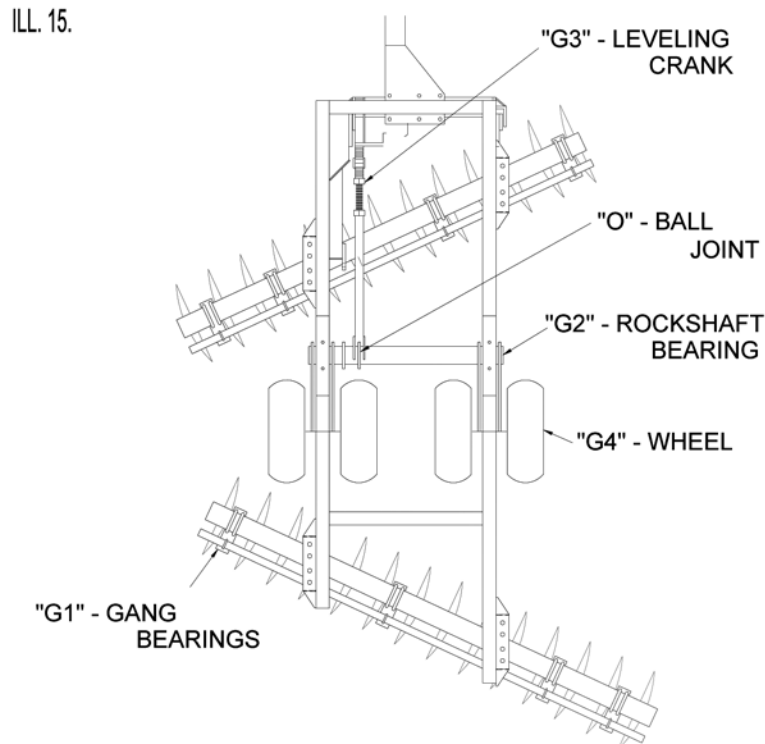 ILL. 15.
"G3" - LEVELING
CRANK
"O" - BALL
JOINT
"G2" - ROCKSHAFT
BEARING
"G4" - WHEEL
"G1" - GANG
BEARINGS